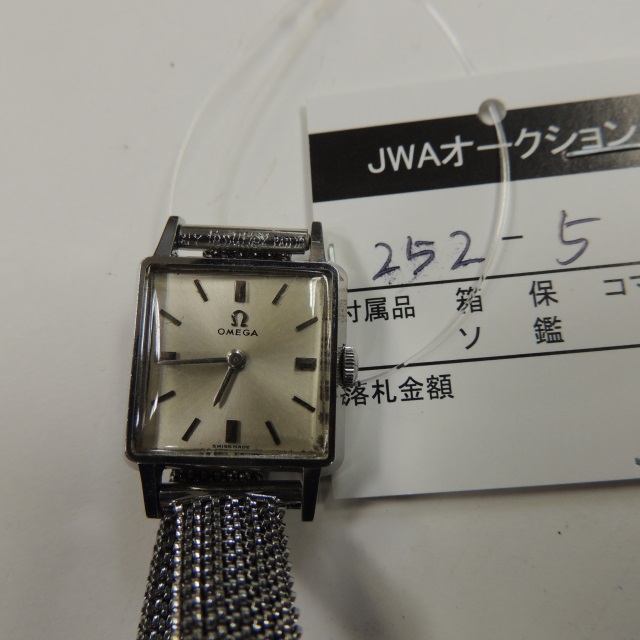 JWAオークション
252-5
付属品 箱 保 コマ
ソ 鑑
落札金額
Ω
OMEGA
SWISS MADE